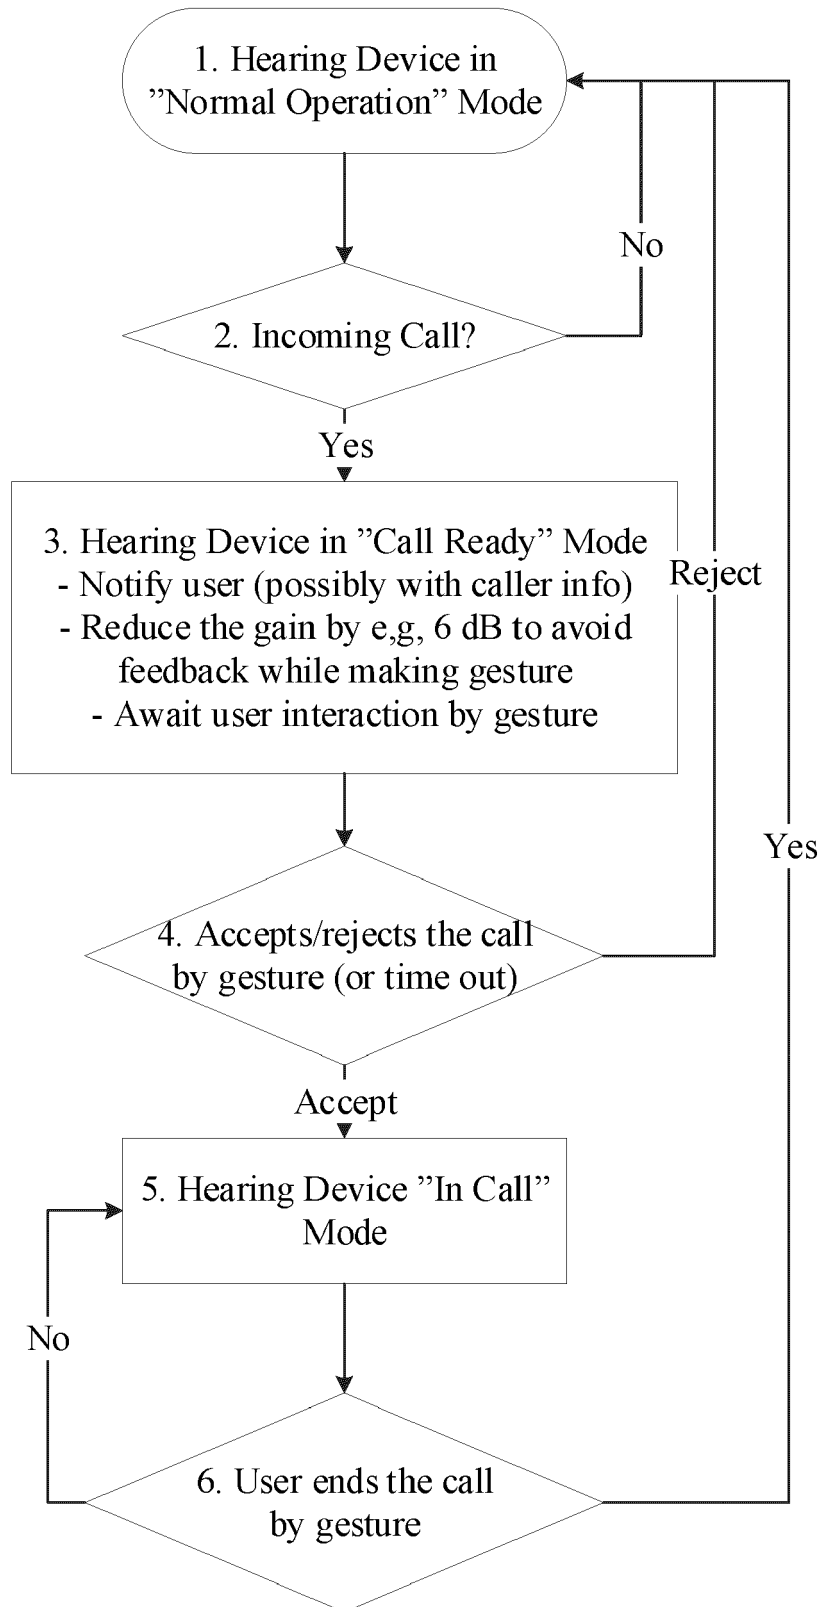 1. Hearing Device in
”Normal Operation” Mode
No
2. Incoming Call?
Yes
3. Hearing Device in ”Call Ready” Mode
- Notify user (possibly with caller info)
- Reduce the gain by e,g, 6 dB to avoid
feedback while making gesture
- Await user interaction by gesture
Reject
Yes
4. Accepts/rejects the call
by gesture (or time out)
Accept
5. Hearing Device ”In Call”
Mode
No
6. User ends the call
by gesture